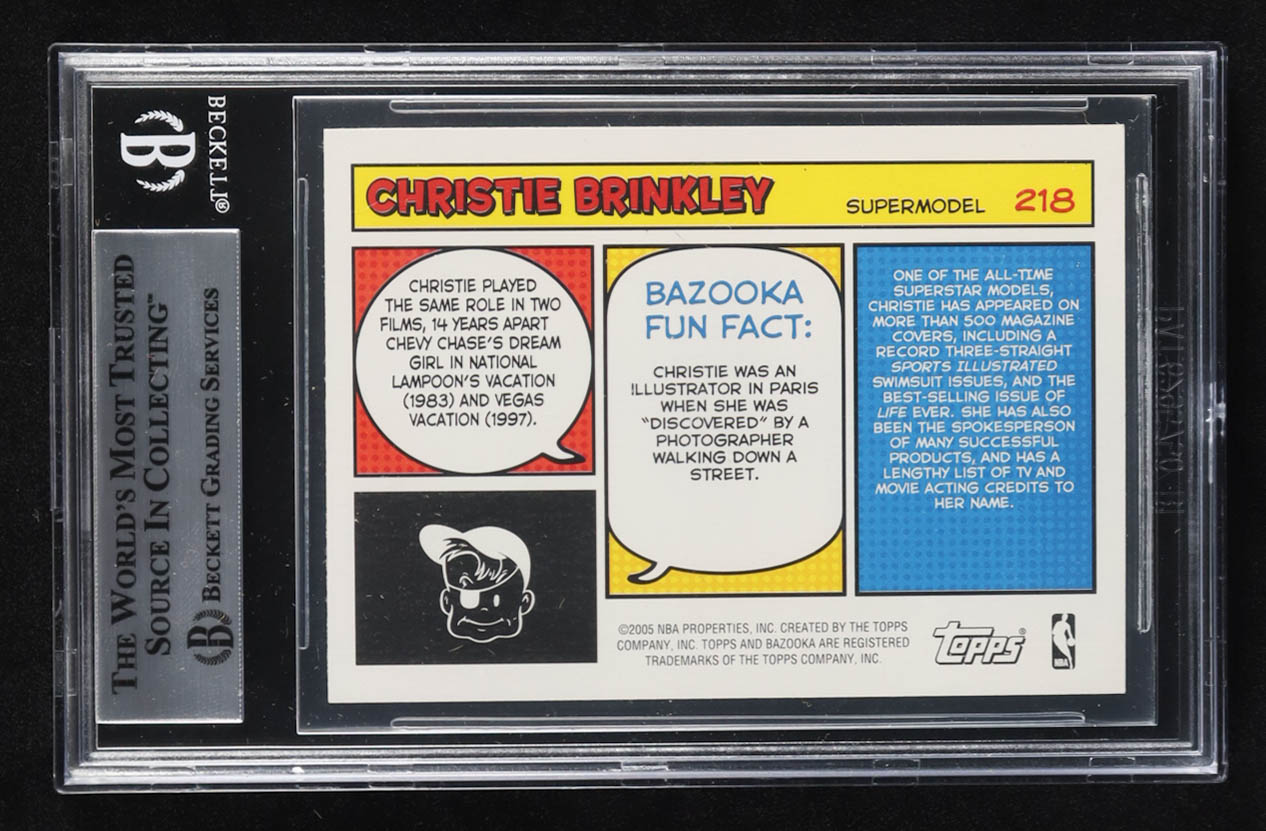 BECKETT®
B
THE WORLD'S MOST TRUSTED
SOURCE IN COLLECTING™
B BECKETT GRADING SERVICES
CHRISTIE BRINKLEY
SUPERMODEL 218
CHRISTIE PLAYED
THE SAME ROLE IN TWO
FILMS, 14 YEARS APART
CHEVY CHASE'S DREAM
GIRL IN NATIONAL
LAMPOON'S VACATION
(1983) AND VEGAS
VACATION (1997).
BAZOOKA
FUN FACT:
CHRISTIE WAS AN
ILLUSTRATOR IN PARIS
WHEN SHE WAS
"DISCOVERED" BY A
PHOTOGRAPHER
WALKING DOWN A
STREET.
ONE OF THE ALL-TIME
SUPERSTAR MODELS,
CHRISTIE HAS APPEARED ON
MORE THAN 500 MAGAZINE
COVERS, INCLUDING A
RECORD THREE-STRAIGHT
SPORTS ILLUSTRATED
SWIMSUIT ISSUES, AND THE
BEST-SELLING ISSUE OF
LIFE EVER. SHE HAS ALSO
BEEN THE SPOKESPERSON
OF MANY SUCCESSFUL
PRODUCTS, AND HAS A
LENGTHY LIST OF TV AND
MOVIE ACTING CREDITS TO
HER NAME.
©2005 NBA PROPERTIES, INC. CREATED BY THE TOPPS
COMPANY, INC. TOPPS AND BAZOOKA ARE REGISTERED
TRADEMARKS OF THE TOPPS COMPANY, INC.
Topps®
NBA